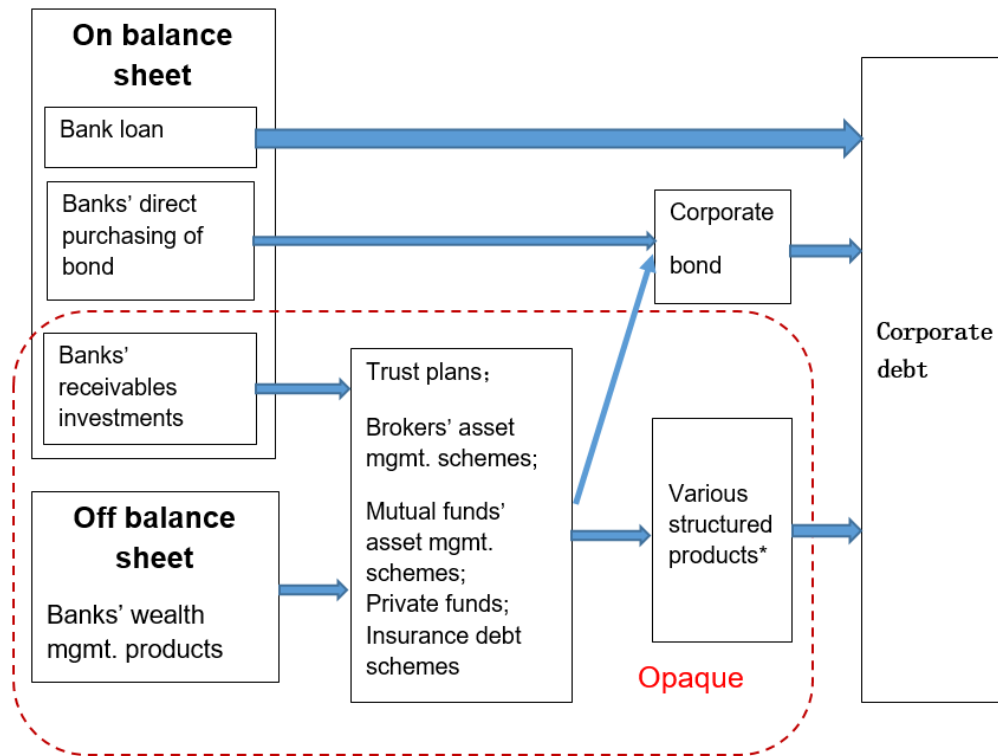 On balance
sheet
Bank loan
Banks’ direct
purchasing of
bond
Banks’
receivables
investments
Off balance
sheet
Banks’ wealth
mgmt. products
Trust plans；
Brokers’ asset
mgmt. schemes;
Mutual funds’
asset mgmt.
schemes;
Private funds;
Insurance debt
schemes
Corporate
bond
Various
structured
products*
Opaque
Corporate
debt